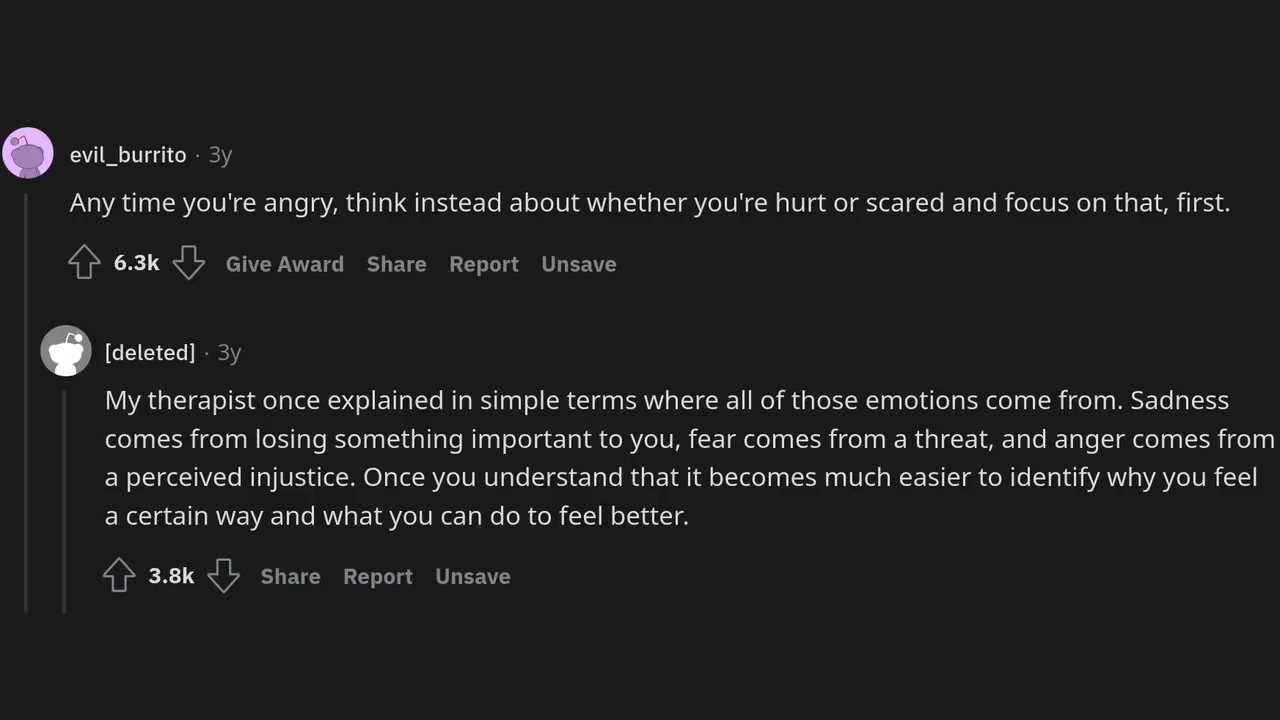 evil_burrito · 3y
Any time you're angry, think instead about whether you're hurt or scared and focus on that, first.
6.3k Give Award Share Report Unsave
[deleted] · 3y
My therapist once explained in simple terms where all of those emotions come from. Sadness
comes from losing something important to you, fear comes from a threat, and anger comes from
a perceived injustice. Once you understand that it becomes much easier to identify why you feel
a certain way and what you can do to feel better.
3.8k Share Report Unsave